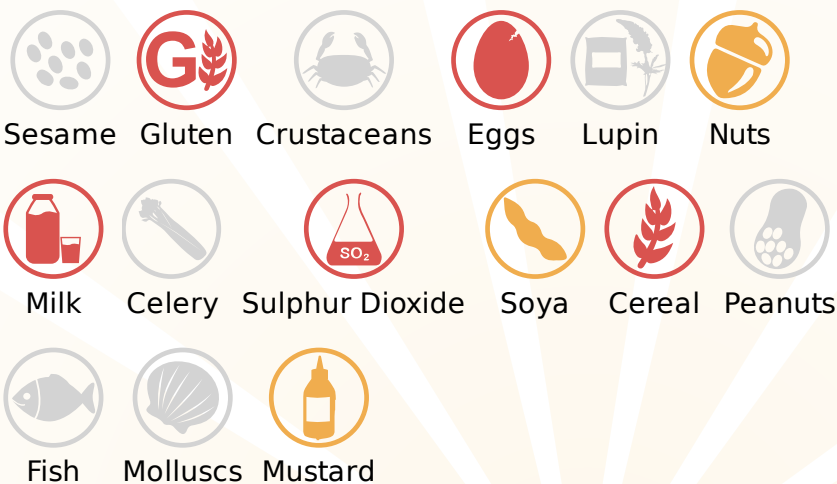 G
Sesame Gluten Crustaceans Eggs Lupin Nuts
SO₂
Milk Celery Sulphur Dioxide Soya Cereal Peanuts
Fish Molluscs Mustard